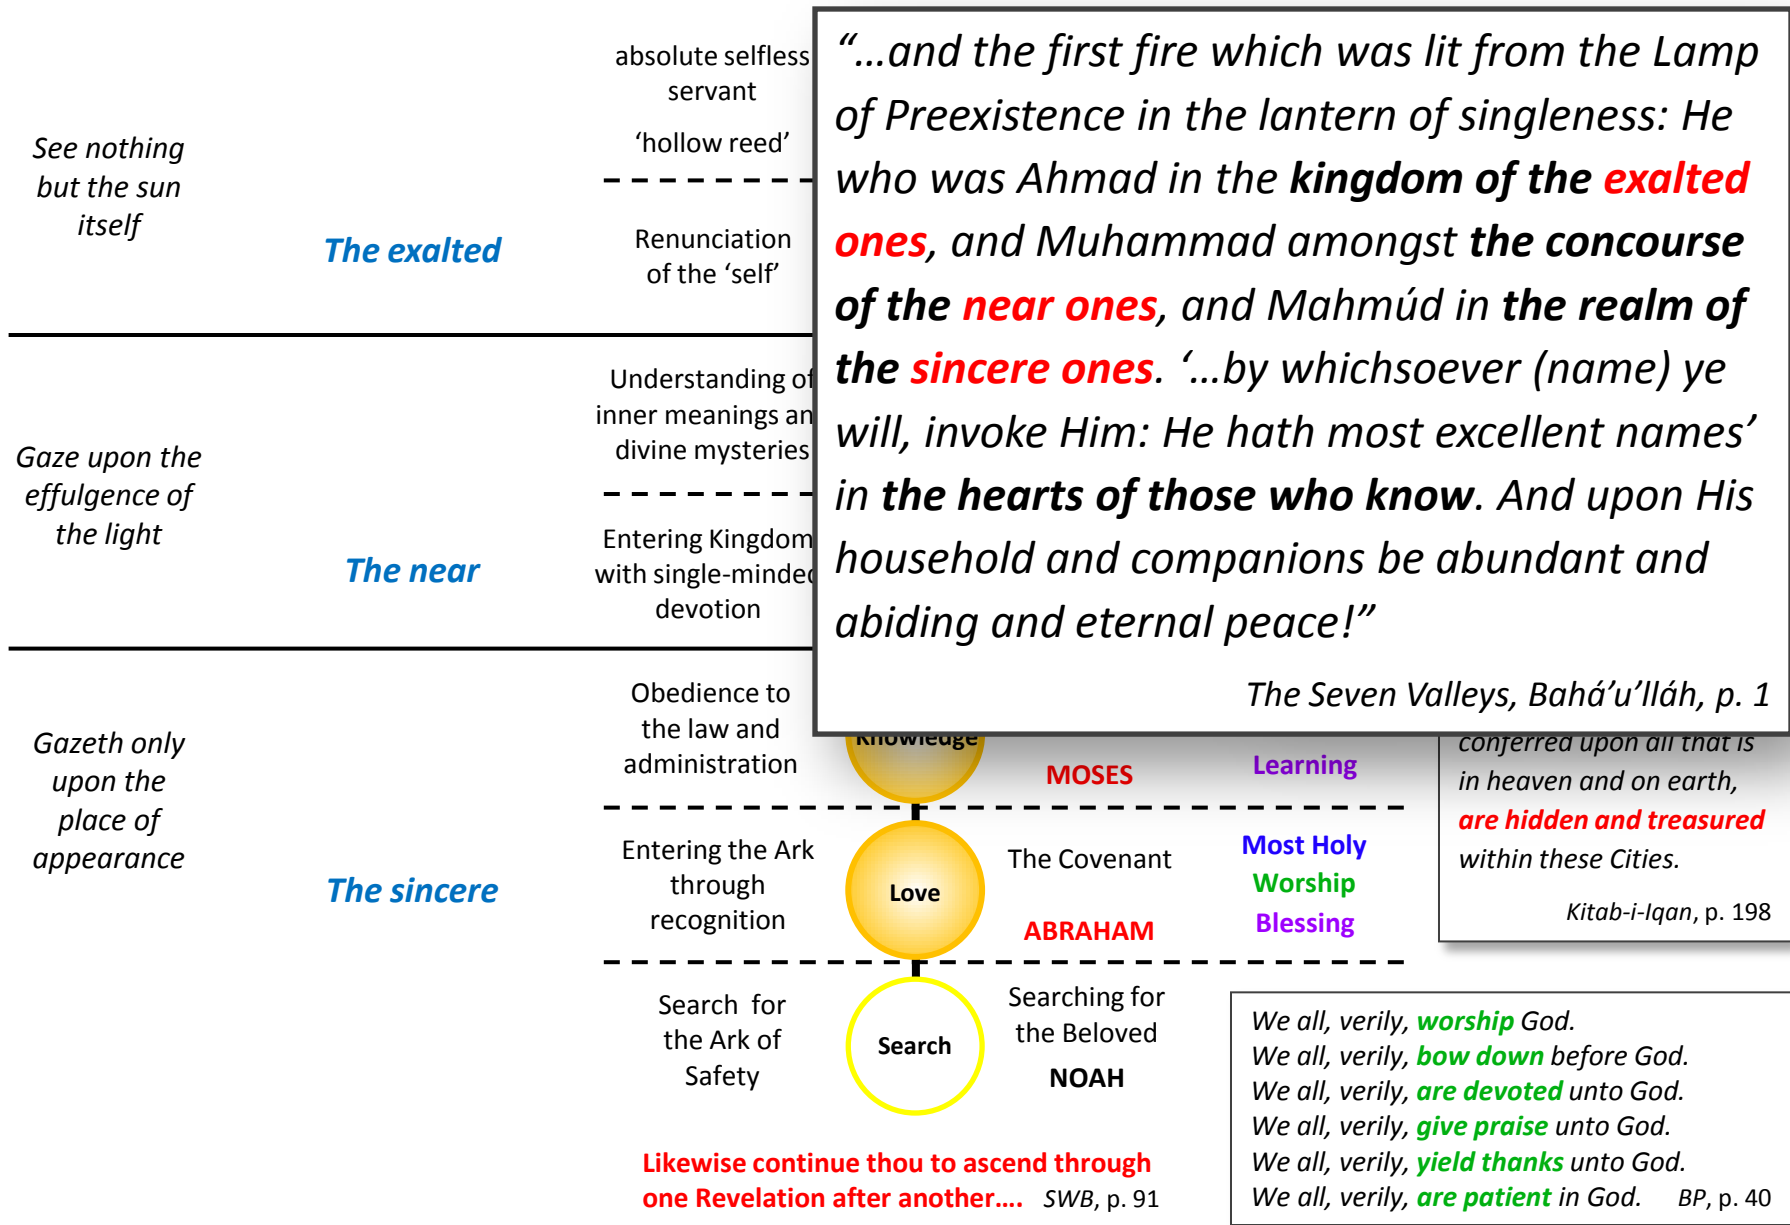 See nothing
but the sun
itself
The exalted
absolute selfless
servant
‘hollow reed’
Renunciation
of the ‘self’
“…and the first fire which was lit from the Lamp
of Preexistence in the lantern of singleness: He
who was Ahmad in the kingdom of the exalted
ones, and Muhammad amongst the concourse
of the near ones, and Mahmúd in the realm of
the sincere ones. ‘…by whichsoever (name) ye
will, invoke Him: He hath most excellent names’
in the hearts of those who know. And upon His
household and companions be abundant and
abiding and eternal peace!”
The Seven Valleys, Bahá’u’lláh, p. 1
Gaze upon the
effulgence of
the light
The near
Understanding of
inner meanings an
divine mysteries
Entering Kingdom
with single-minded
devotion
Gazeth only
upon the
place of
appearance
The sincere
Obedience to
the law and
administration
Knowledge
MOSES
Learning
conferred upon all that is
in heaven and on earth,
are hidden and treasured
within these Cities.
Kitab-i-Iqan, p. 198
Entering the Ark
through
recognition
Love
The Covenant
ABRAHAM
Most Holy
Worship
Blessing
Search for
the Ark of
Safety
Search
Searching for
the Beloved
NOAH
We all, verily, worship God.
We all, verily, bow down before God.
We all, verily, are devoted unto God.
We all, verily, give praise unto God.
We all, verily, yield thanks unto God.
We all, verily, are patient in God. BP, p. 40
Likewise continue thou to ascend through
one Revelation after another…. SWB, p. 91